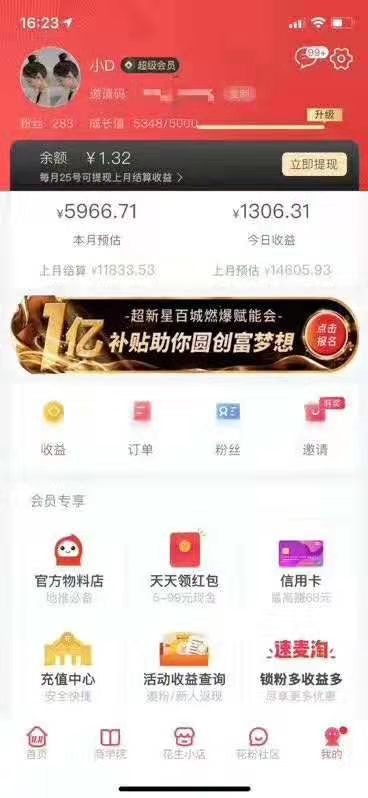 16:23
小D 超级会员 99+
邀请码 复制
粉丝 283 成长值 5348/5000 升级
余额 ¥1.32 立即提现
每月25号可提现上月结算收益 >
¥5966.71 ¥1306.31
本月预估 今日收益
上月结算 ¥11833.53 上月预估 ¥14605.93
-超新星百城燃爆赋能会-
1亿 补贴助你圆创富梦想 点击报名
收益 订单 粉丝 邀请
会员专享
官方物料店 天天领红包 信用卡
地推必备 5-99元现金 最高赚68元
速麦淘
充值中心 活动收益查询 锁粉多收益多
安全快捷 邀粉/新人返现 尽享更多优惠
首页 商学院 花生小店 花粉社区 我的